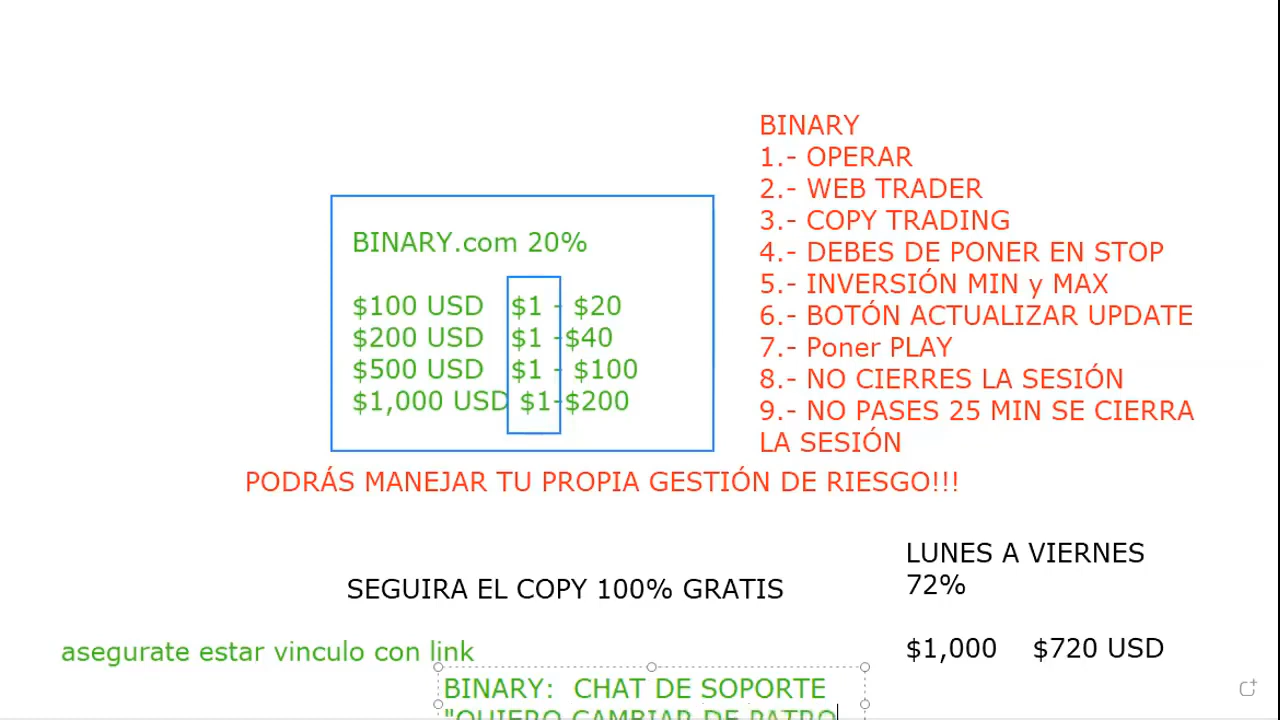 BINARY
1.- OPERAR
2.- WEB TRADER
3.- COPY TRADING
4.- DEBES DE PONER EN STOP
5.- INVERSIÓN MIN y MAX
6.- BOTÓN ACTUALIZAR UPDATE
7.- Poner PLAY
8.- NO CIERRES LA SESIÓN
9.- NO PASES 25 MIN SE CIERRA
LA SESIÓN
BINARY.com 20%
$100 USD $1 - $20
$200 USD $1 -$40
$500 USD $1 - $100
$1,000 USD $1-$200
PODRÁS MANEJAR TU PROPIA GESTIÓN DE RIESGO!!!
LUNES A VIERNES
72%
$1,000 $720 USD
SEGUIRA EL COPY 100% GRATIS
asegurate estar vinculo con link
BINARY: CHAT DE SOPORTE
"QUIERO CAMBIAR DE PATRO